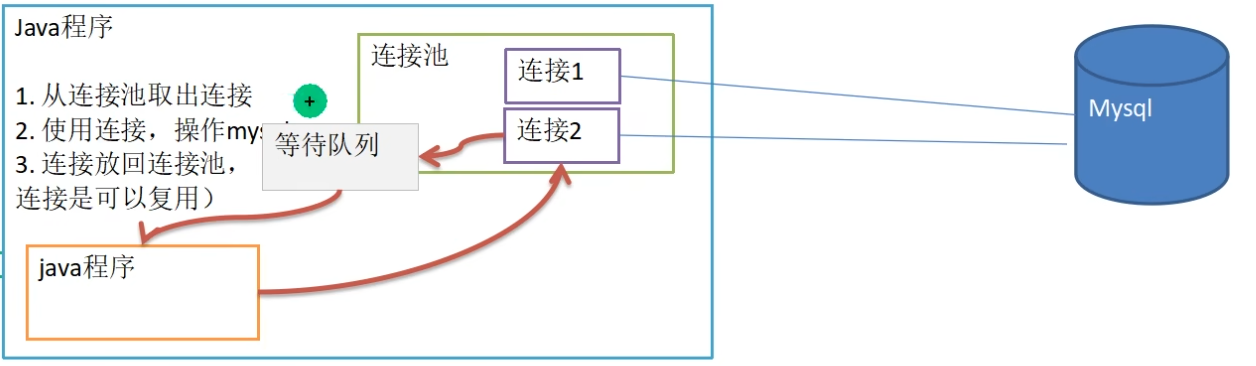 Java程序
连接池
连接1
1. 从连接池取出连接
2. 使用连接，操作mys
连接2
等待队列
3. 连接放回连接池，
连接是可以复用）
java程序
Mysql